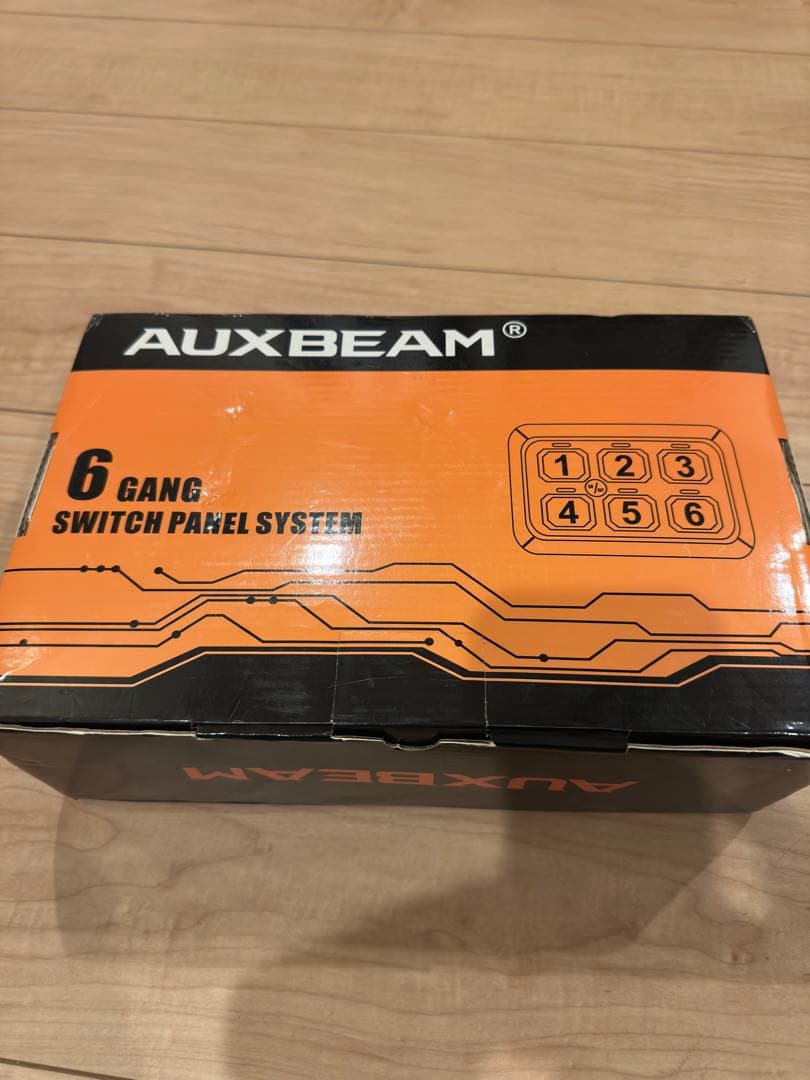 AUXBEAM®
6 GANG
SWITCH PANEL SYSTEM
1 2 3
4 5 6
AUXBEAM